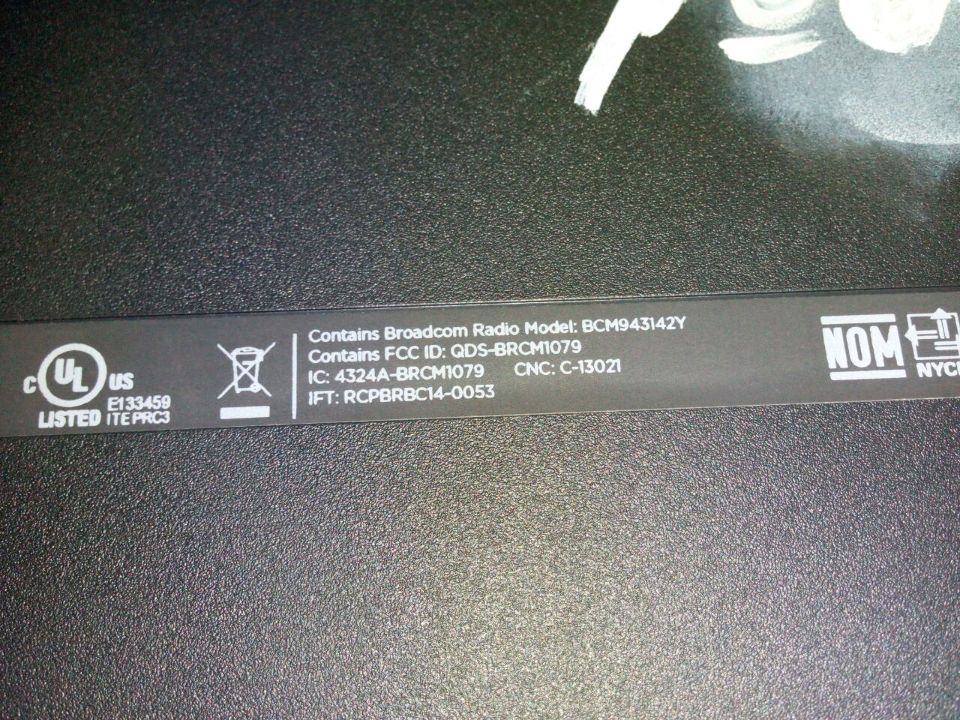 C UL US
LISTED
E133459
ITE PRC3
Contains Broadcom Radio Model: BCM943142Y
Contains FCC ID: QDS-BRCM1079
IC: 4324A-BRCM1079 CNC: C-13021
IFT: RCPBRBC14-0053
NOM